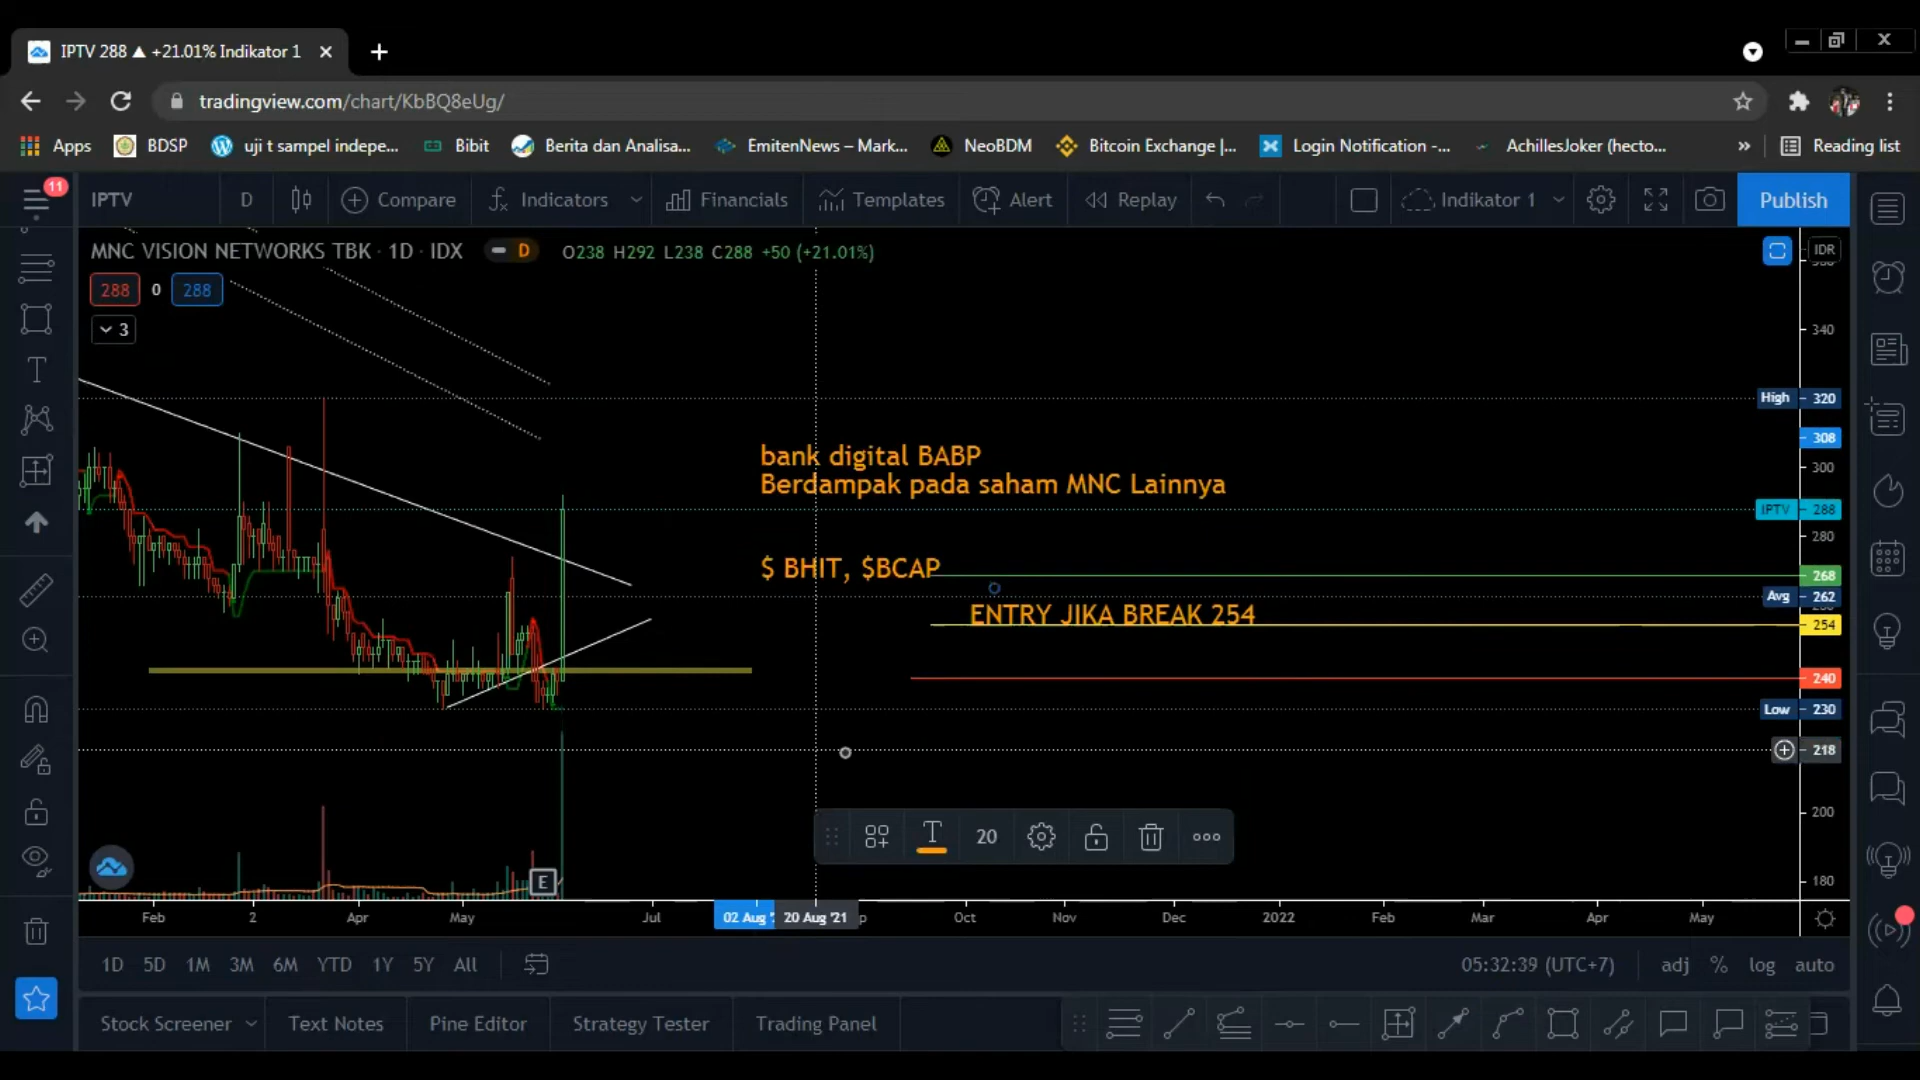 IPTV 288 ▲ +21.01% Indikator 1
tradingview.com/chart/KbBQ8eUg/
Apps BDSP uji t sampel indepe... Bibit Berita dan Analisa... EmitenNews – Mark... NeoBDM Bitcoin Exchange |... Login Notification -... AchillesJoker (hecto... » Reading list
11
IPTV D Compare Indicators Financials Templates Alert Replay Indikator 1 Publish
MNC VISION NETWORKS TBK · 1D · IDX D O238 H292 L238 C288 +50 (+21.01%) IDR
288 0 288
3
340
High 320
308
bank digital BABP
300
Berdampak pada saham MNC Lainnya
IPTV 288
280
$ BHIT, $BCAP
268
Avg 262
ENTRY JIKA BREAK 254
254
240
Low 230
218
200
20
180
E
Feb 2 Apr May Jul 02 Aug '2 20 Aug '21 Oct Nov Dec 2022 Feb Mar Apr May
1D 5D 1M 3M 6M YTD 1Y 5Y All 05:32:39 (UTC+7) adj % log auto
Stock Screener Text Notes Pine Editor Strategy Tester Trading Panel